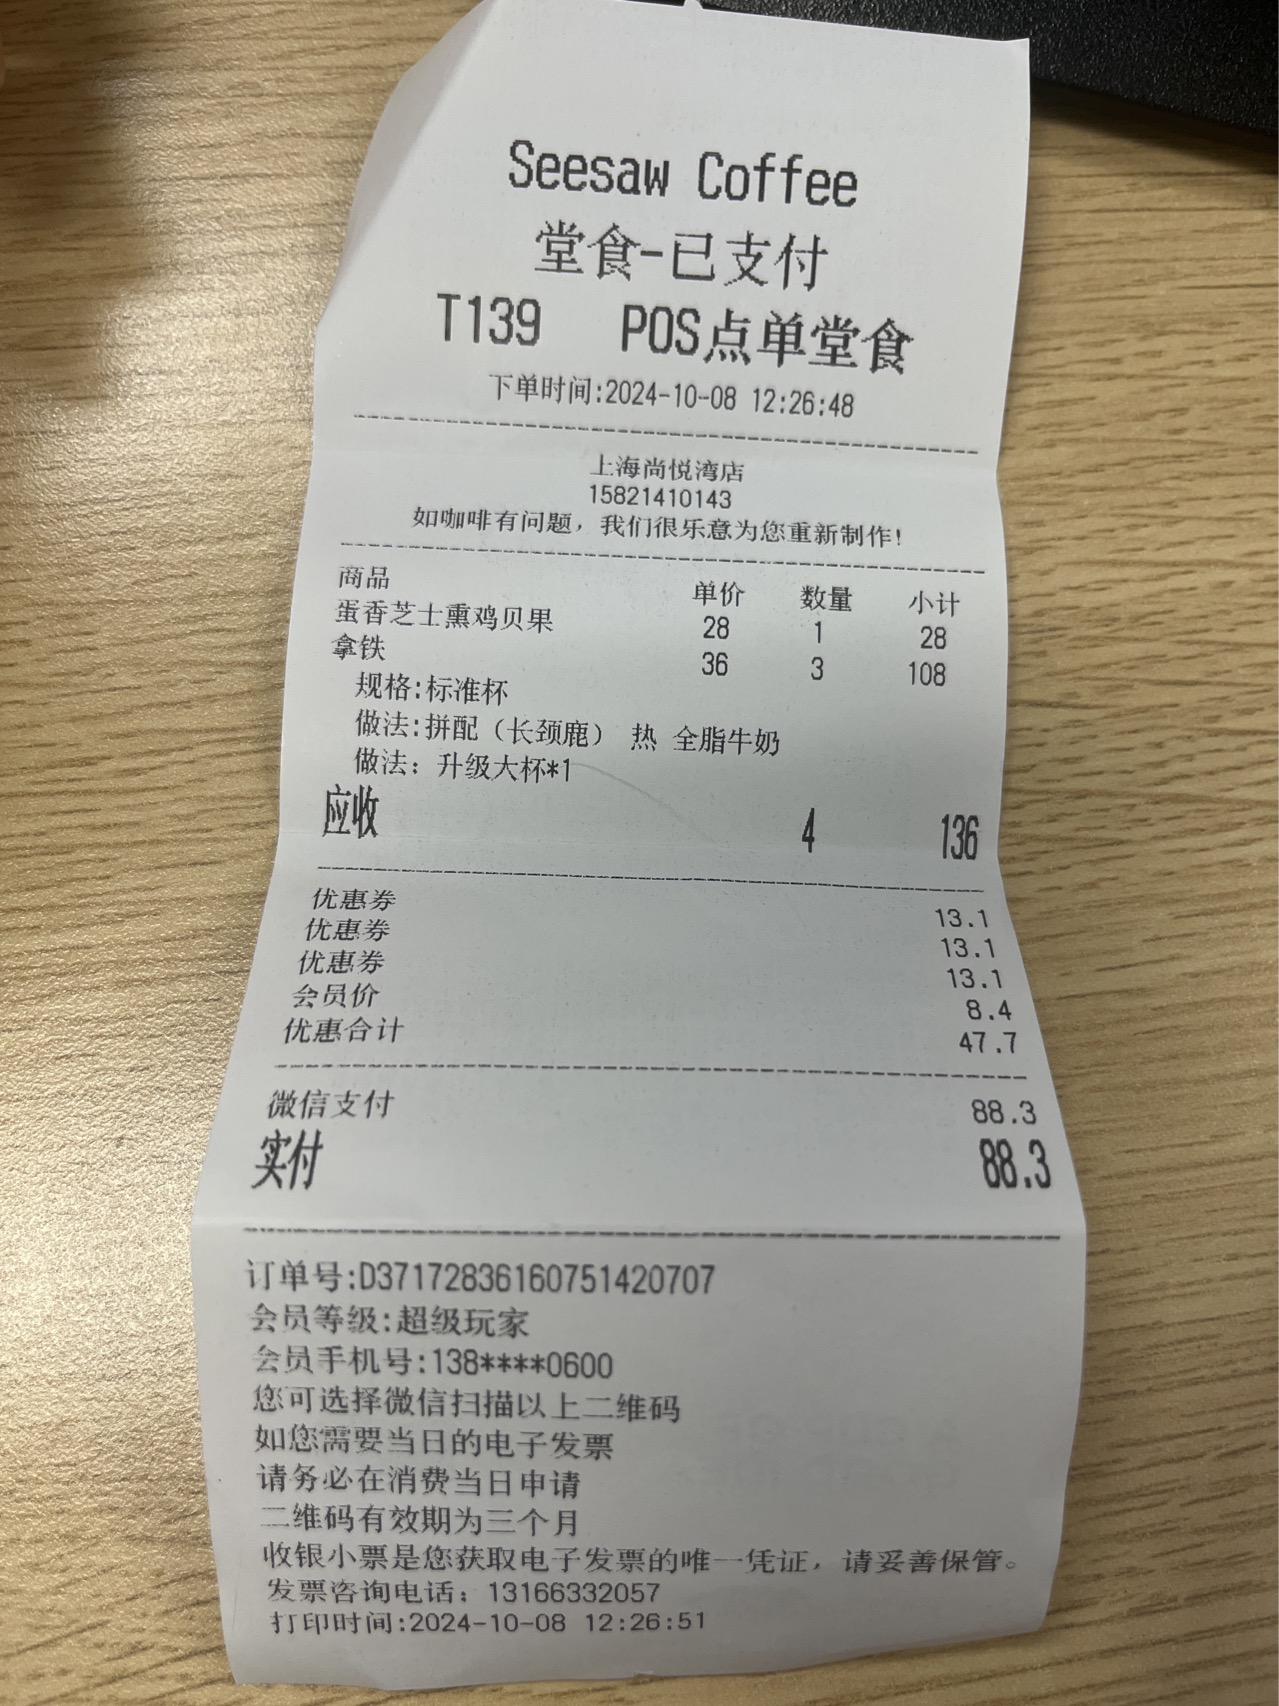 Seesaw Coffee
堂食-已支付
T139 POS点单堂食
下单时间:2024-10-08 12:26:48
上海尚悦湾店
15821410143
如咖啡有问题，我们很乐意为您重新制作!
商品 单价 数量 小计
蛋香芝士熏鸡贝果 28 1 28
拿铁 36 3 108
规格:标准杯
做法:拼配（长颈鹿） 热 全脂牛奶
做法：升级大杯*1
应收 4 136
优惠券 13.1
优惠券 13.1
优惠券 13.1
会员价 8.4
优惠合计 47.7
微信支付 88.3
实付 88.3
订单号:D37172836160751420707
会员等级:超级玩家
会员手机号:138****0600
您可选择微信扫描以上二维码
如您需要当日的电子发票
请务必在消费当日申请
二维码有效期为三个月
收银小票是您获取电子发票的唯一凭证，请妥善保管。
发票咨询电话：13166332057
打印时间:2024-10-08 12:26:51